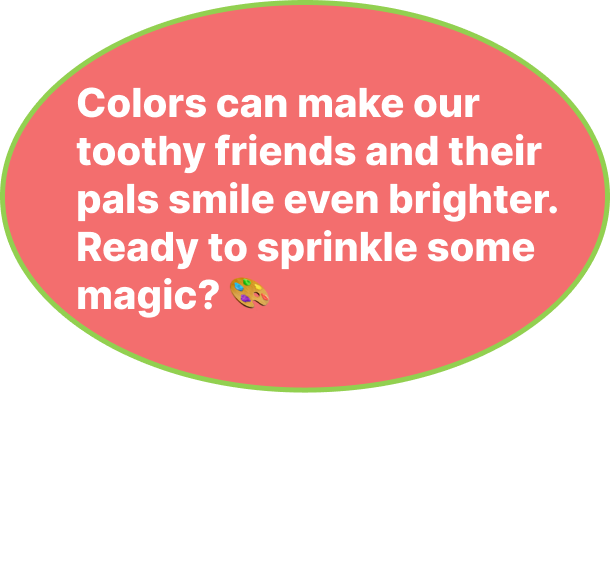 Colors can make our
toothy friends and their
pals smile even brighter.
Ready to sprinkle some
magic? 🎨